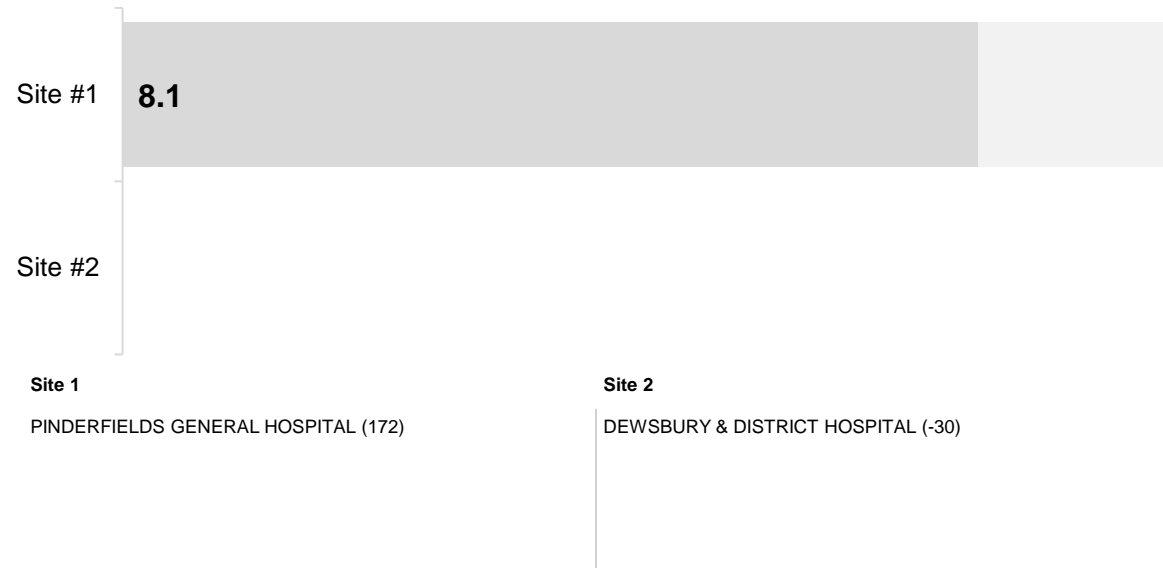 Site #1
8.1
Site #2
Site 1
Site 2
PINDERFIELDS GENERAL HOSPITAL (172)
DEWSBURY & DISTRICT HOSPITAL (-30)